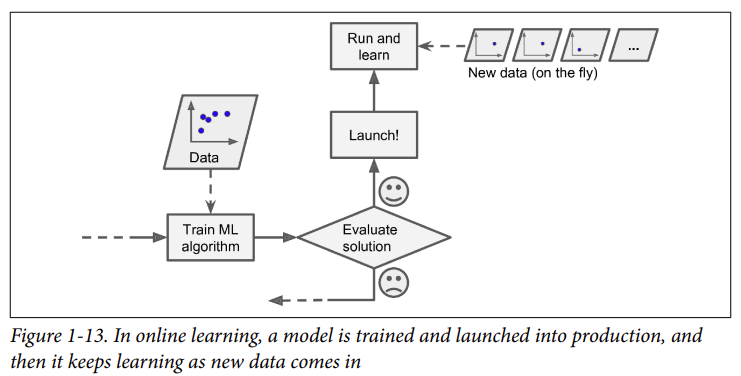 Run and
learn
...
New data (on the fly)
Launch!
Data
Train ML
algorithm
Evaluate
solution
Figure 1-13. In online learning, a model is trained and launched into production, and
then it keeps learning as new data comes in